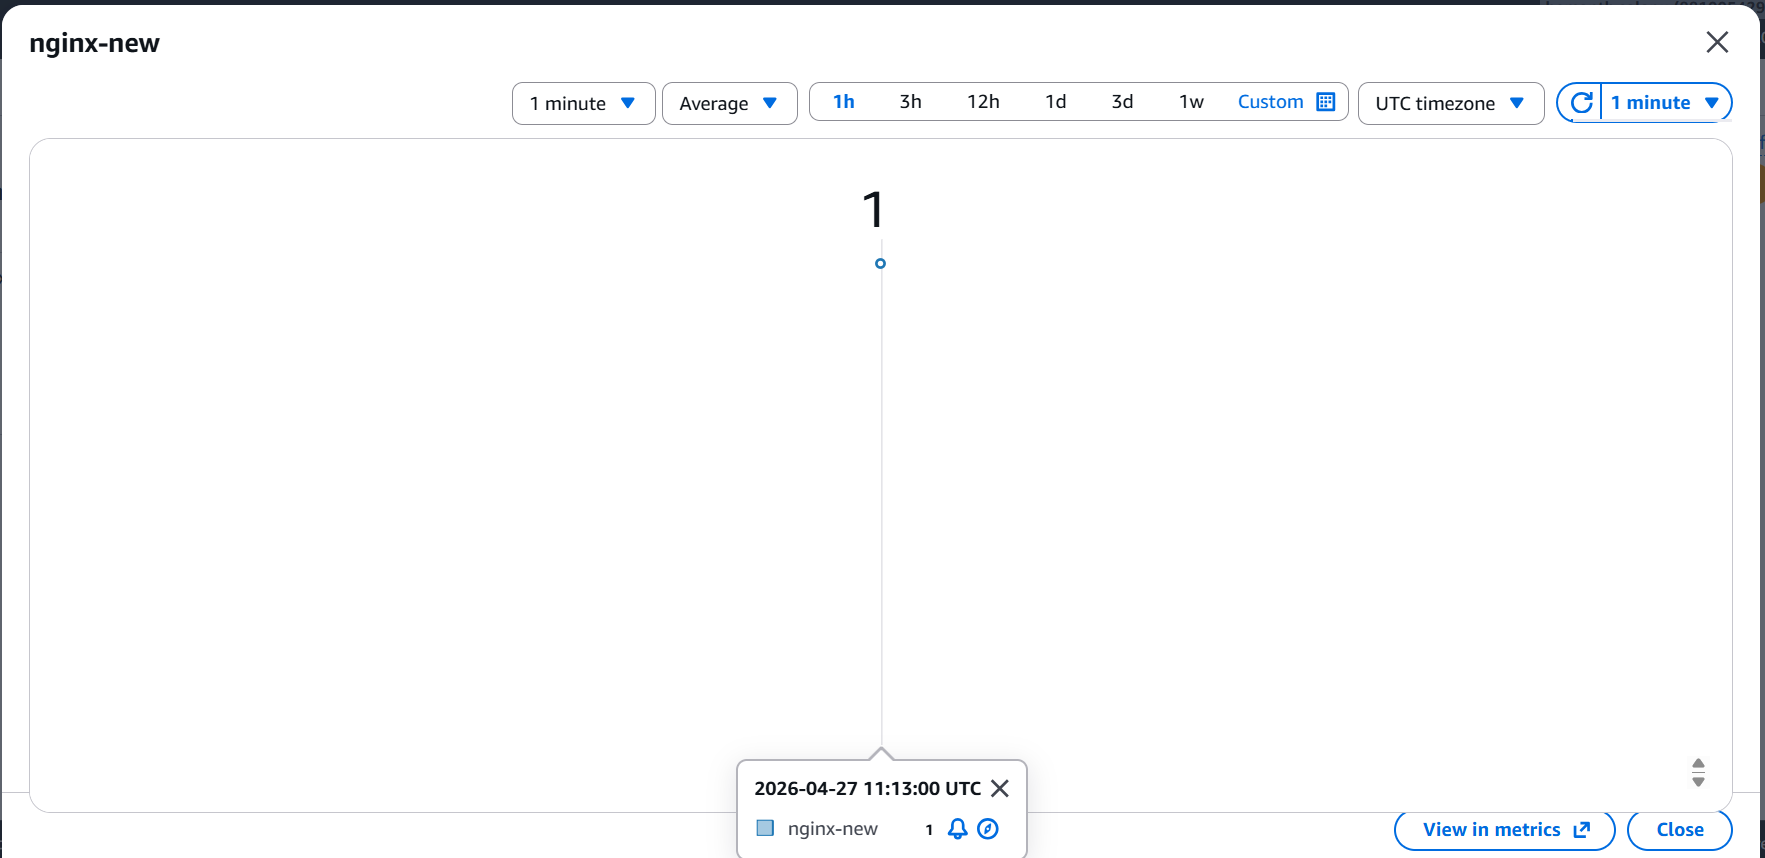 nginx-new
1 minute Average 1h 3h 12h 1d 3d 1w Custom UTC timezone 1 minute
1
2026-04-27 11:13:00 UTC
nginx-new 1
View in metrics Close